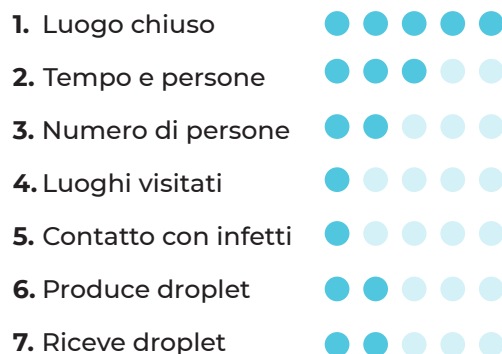 1. Luogo chiuso
2. Tempo e persone
3. Numero di persone
4. Luoghi visitati
5. Contatto con infetti
6. Produce droplet
7. Riceve droplet